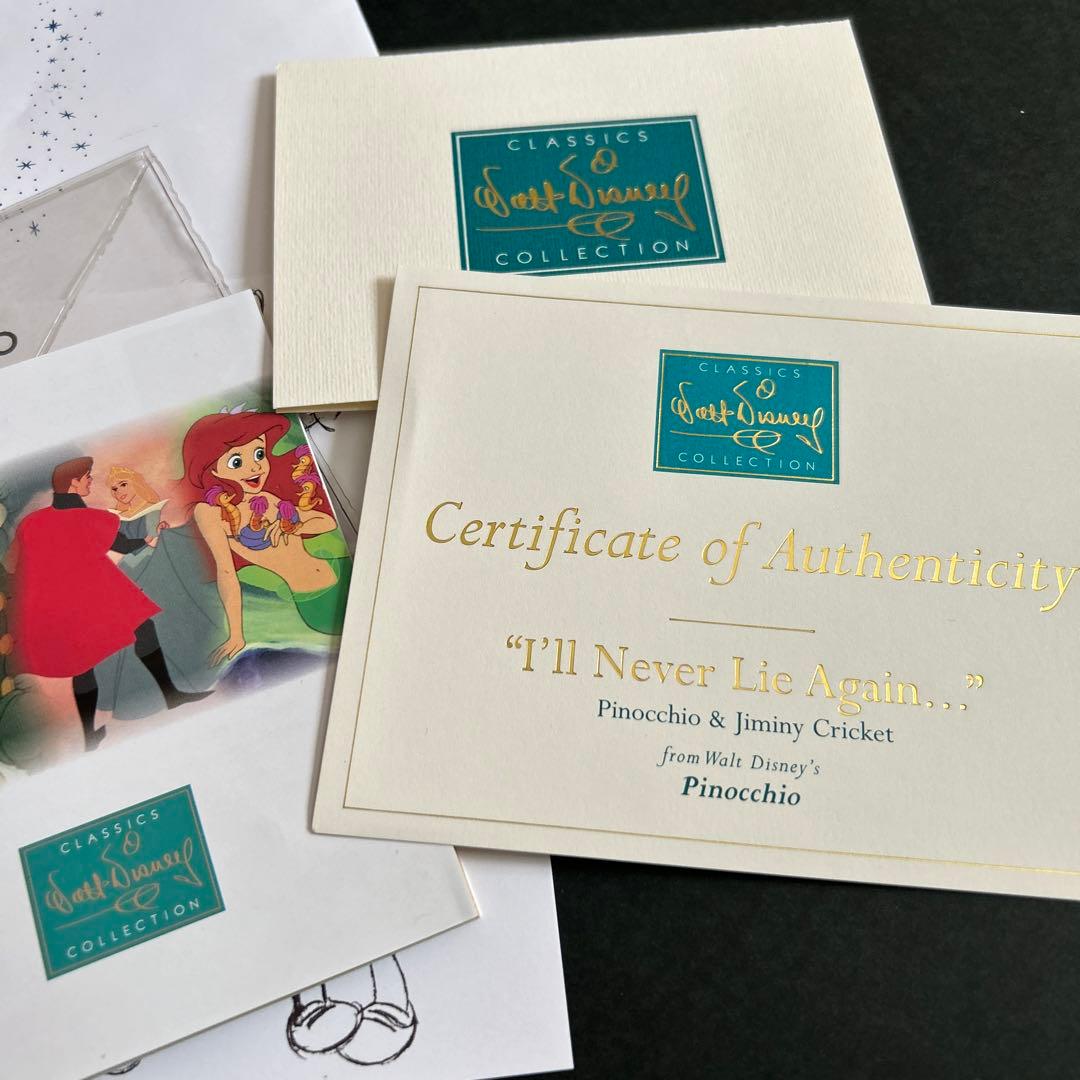 CLASSICS
Walt Disney
COLLECTION
CLASSICS
Walt Disney
COLLECTION
Certificate of Authenticity
“I’ll Never Lie Again…”
Pinocchio & Jiminy Cricket
from Walt Disney’s
Pinocchio
CLASSICS
Walt Disney
COLLECTION